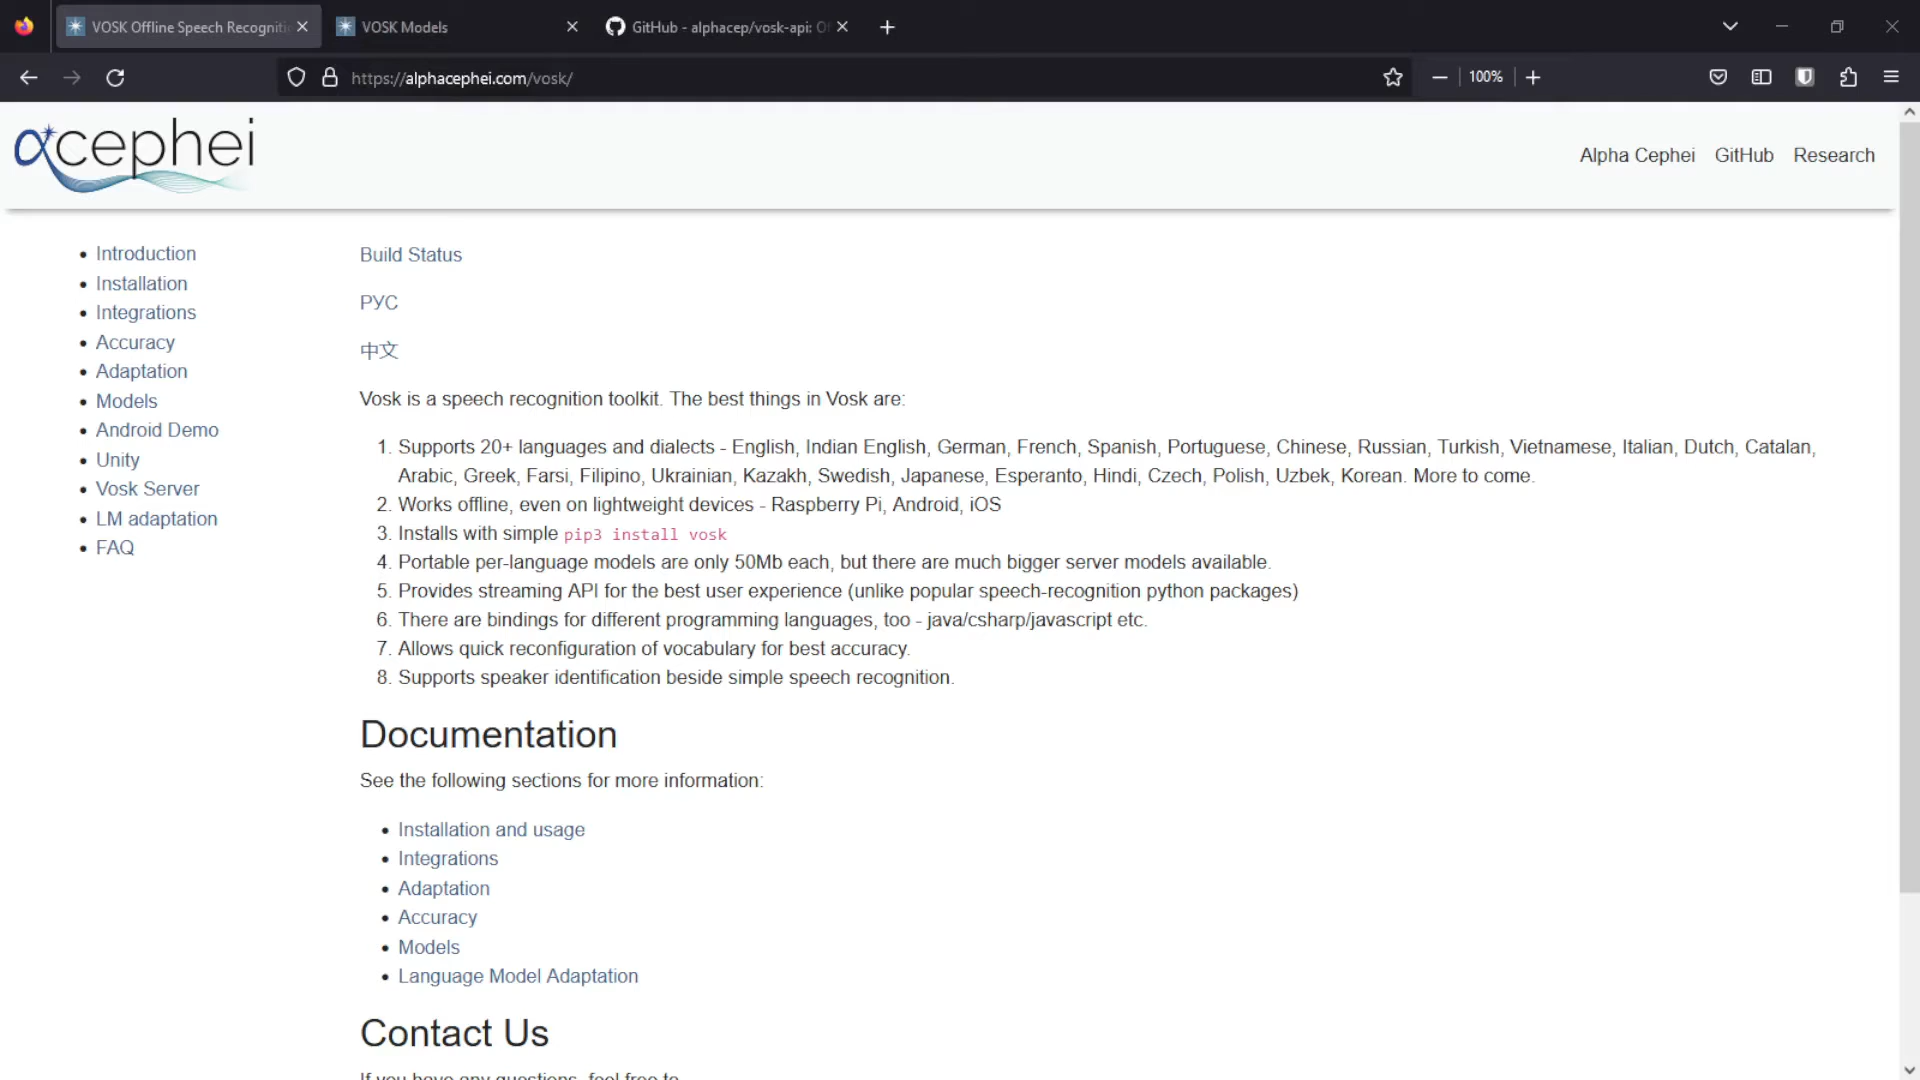 VOSK Offline Speech Recogniti
VOSK Models
GitHub - alphacep/vosk-api: Of
https://alphacephei.com/vosk/
100%
αcephei
Alpha Cephei
GitHub
Research
Introduction
Installation
Integrations
Accuracy
Adaptation
Models
Android Demo
Unity
Vosk Server
LM adaptation
FAQ
Build Status
РУС
中文
Vosk is a speech recognition toolkit. The best things in Vosk are:
1. Supports 20+ languages and dialects - English, Indian English, German, French, Spanish, Portuguese, Chinese, Russian, Turkish, Vietnamese, Italian, Dutch, Catalan,
Arabic, Greek, Farsi, Filipino, Ukrainian, Kazakh, Swedish, Japanese, Esperanto, Hindi, Czech, Polish, Uzbek, Korean. More to come.
2. Works offline, even on lightweight devices - Raspberry Pi, Android, iOS
3. Installs with simple pip3 install vosk
4. Portable per-language models are only 50Mb each, but there are much bigger server models available.
5. Provides streaming API for the best user experience (unlike popular speech-recognition python packages)
6. There are bindings for different programming languages, too - java/csharp/javascript etc.
7. Allows quick reconfiguration of vocabulary for best accuracy.
8. Supports speaker identification beside simple speech recognition.
Documentation
See the following sections for more information:
Installation and usage
Integrations
Adaptation
Accuracy
Models
Language Model Adaptation
Contact Us
If you have any questions, feel free to